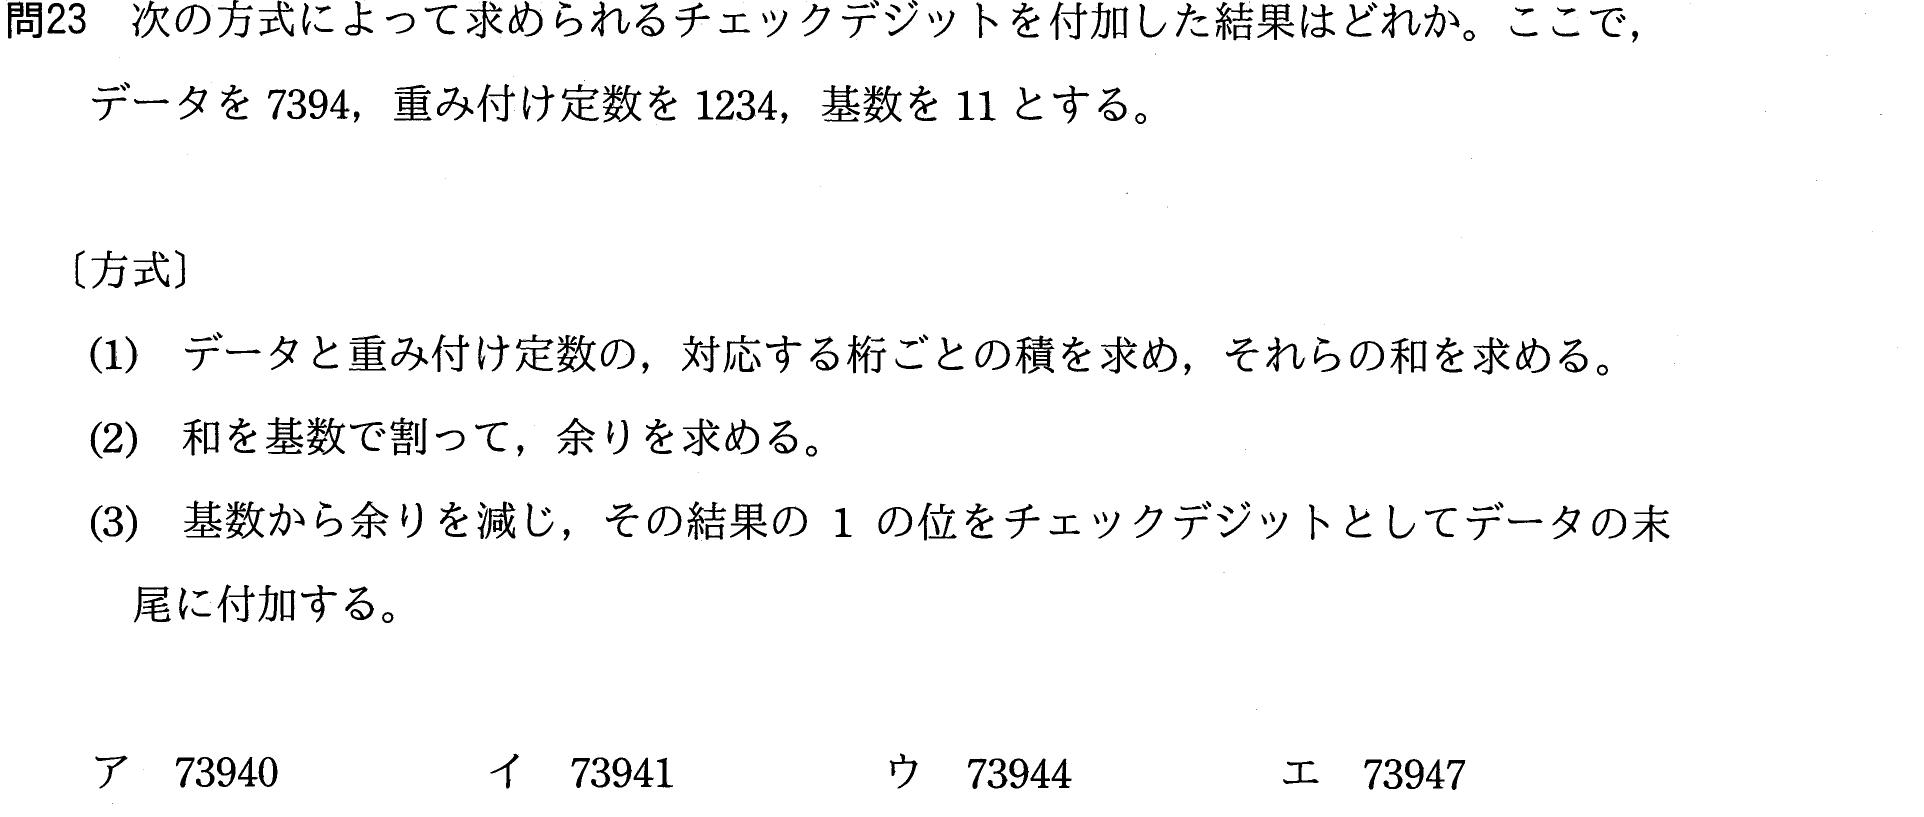 問23　次の方式によって求められるチェックデジットを付加した結果はどれか。ここで，
データを 7394，重み付け定数を 1234，基数を 11 とする。
〔方式〕
(1)　データと重み付け定数の，対応する桁ごとの積を求め，それらの和を求める。
(2)　和を基数で割って，余りを求める。
(3)　基数から余りを減じ，その結果の 1 の位をチェックデジットとしてデータの末
尾に付加する。
ア　73940　イ　73941　ウ　73944　エ　73947